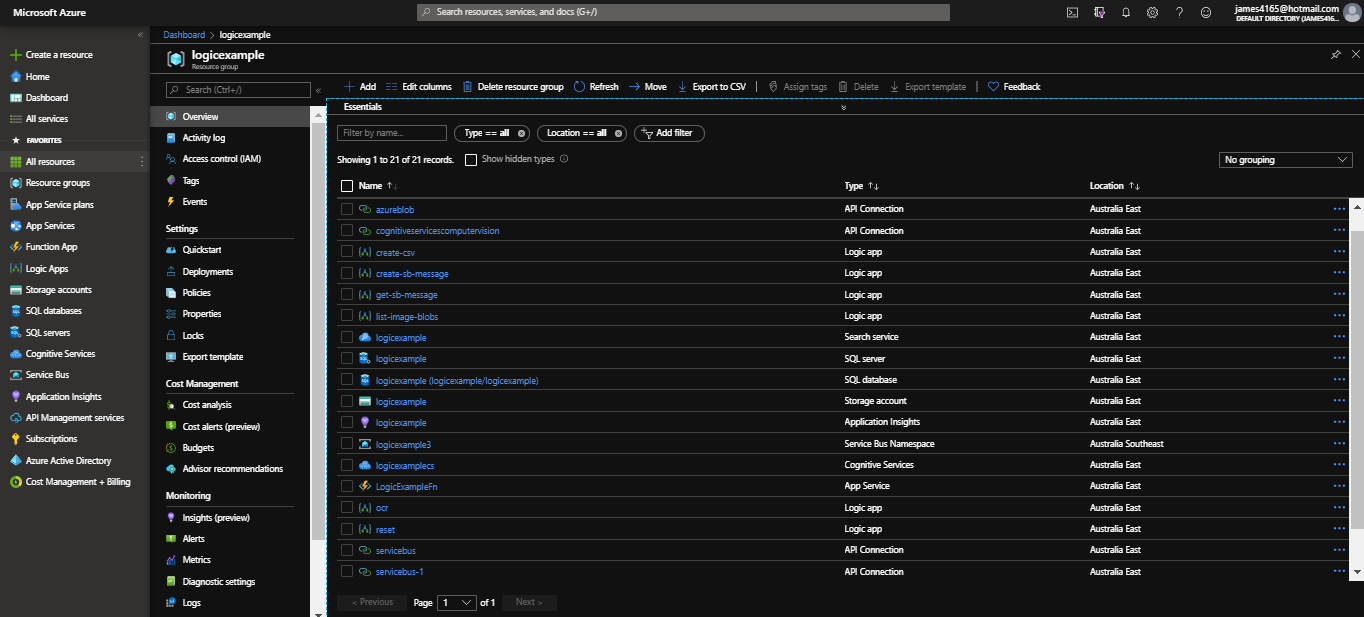 Microsoft Azure
Search resources, services, and docs (G+/)
james4165@hotmail.com
DEFAULT DIRECTORY (JAMES416...
Create a resource
Home
Dashboard
All services
FAVORITES
All resources
Resource groups
App Service plans
App Services
Function App
Logic Apps
Storage accounts
SQL databases
SQL servers
Cognitive Services
Service Bus
Application Insights
API Management services
Subscriptions
Azure Active Directory
Cost Management + Billing
Dashboard > logicexample
logicexample
Resource group
Search (Ctrl+/)
Overview
Activity log
Access control (IAM)
Tags
Events
Settings
Quickstart
Deployments
Policies
Properties
Locks
Export template
Cost Management
Cost analysis
Cost alerts (preview)
Budgets
Advisor recommendations
Monitoring
Insights (preview)
Alerts
Metrics
Diagnostic settings
Logs
Add Edit columns Delete resource group Refresh Move Export to CSV Assign tags Delete Export template Feedback
Essentials
Filter by name... Type == all Location == all Add filter
Showing 1 to 21 of 21 records. Show hidden types No grouping
Name Type Location
azureblob API Connection Australia East
cognitiveservicescomputervision API Connection Australia East
create-csv Logic app Australia East
create-sb-message Logic app Australia East
get-sb-message Logic app Australia East
list-image-blobs Logic app Australia East
logicexample Search service Australia East
logicexample SQL server Australia East
logicexample (logicexample/logicexample) SQL database Australia East
logicexample Storage account Australia East
logicexample Application Insights Australia East
logicexample3 Service Bus Namespace Australia Southeast
logicexamplecs Cognitive Services Australia East
LogicExampleFn App Service Australia East
ocr Logic app Australia East
reset Logic app Australia East
servicebus API Connection Australia East
servicebus-1 API Connection Australia East
< Previous Page 1 of 1 Next >